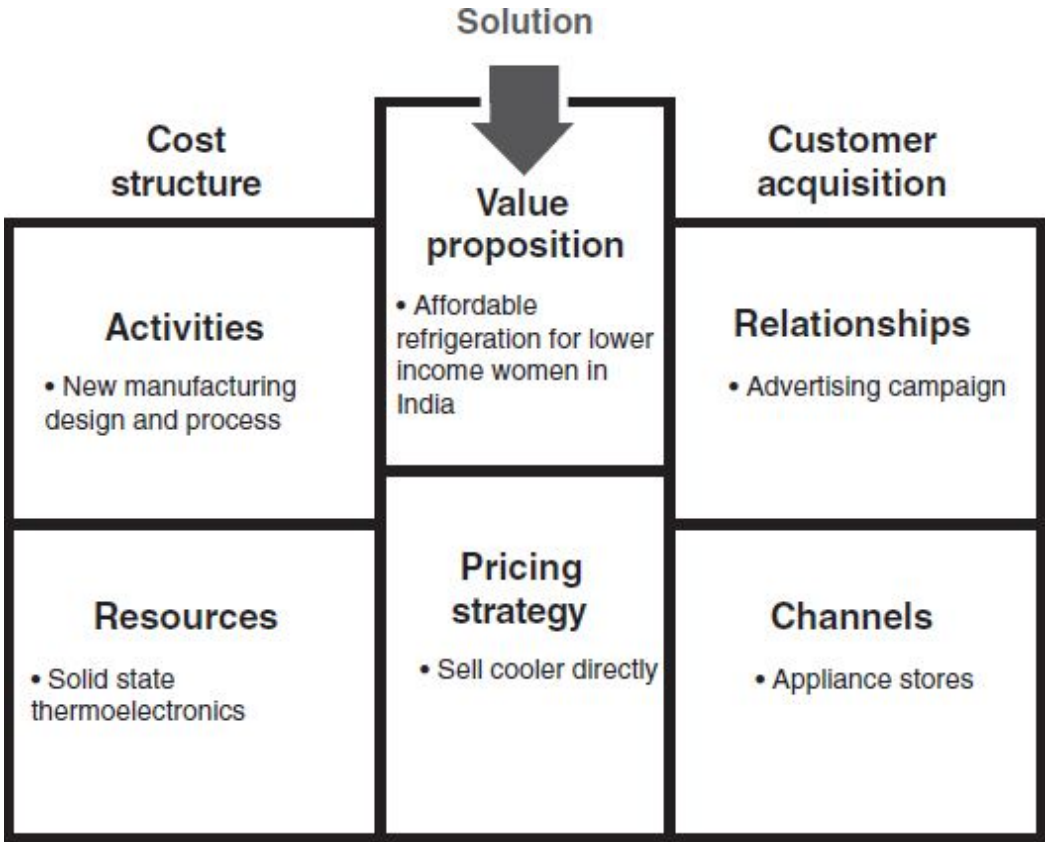 Solution
Cost
structure
Activities
• New manufacturing
design and process
Resources
• Solid state
thermoelectronics
Value
proposition
• Affordable
refrigeration for lower
income women in
India
Pricing
strategy
• Sell cooler directly
Customer
acquisition
Relationships
• Advertising campaign
Channels
• Appliance stores